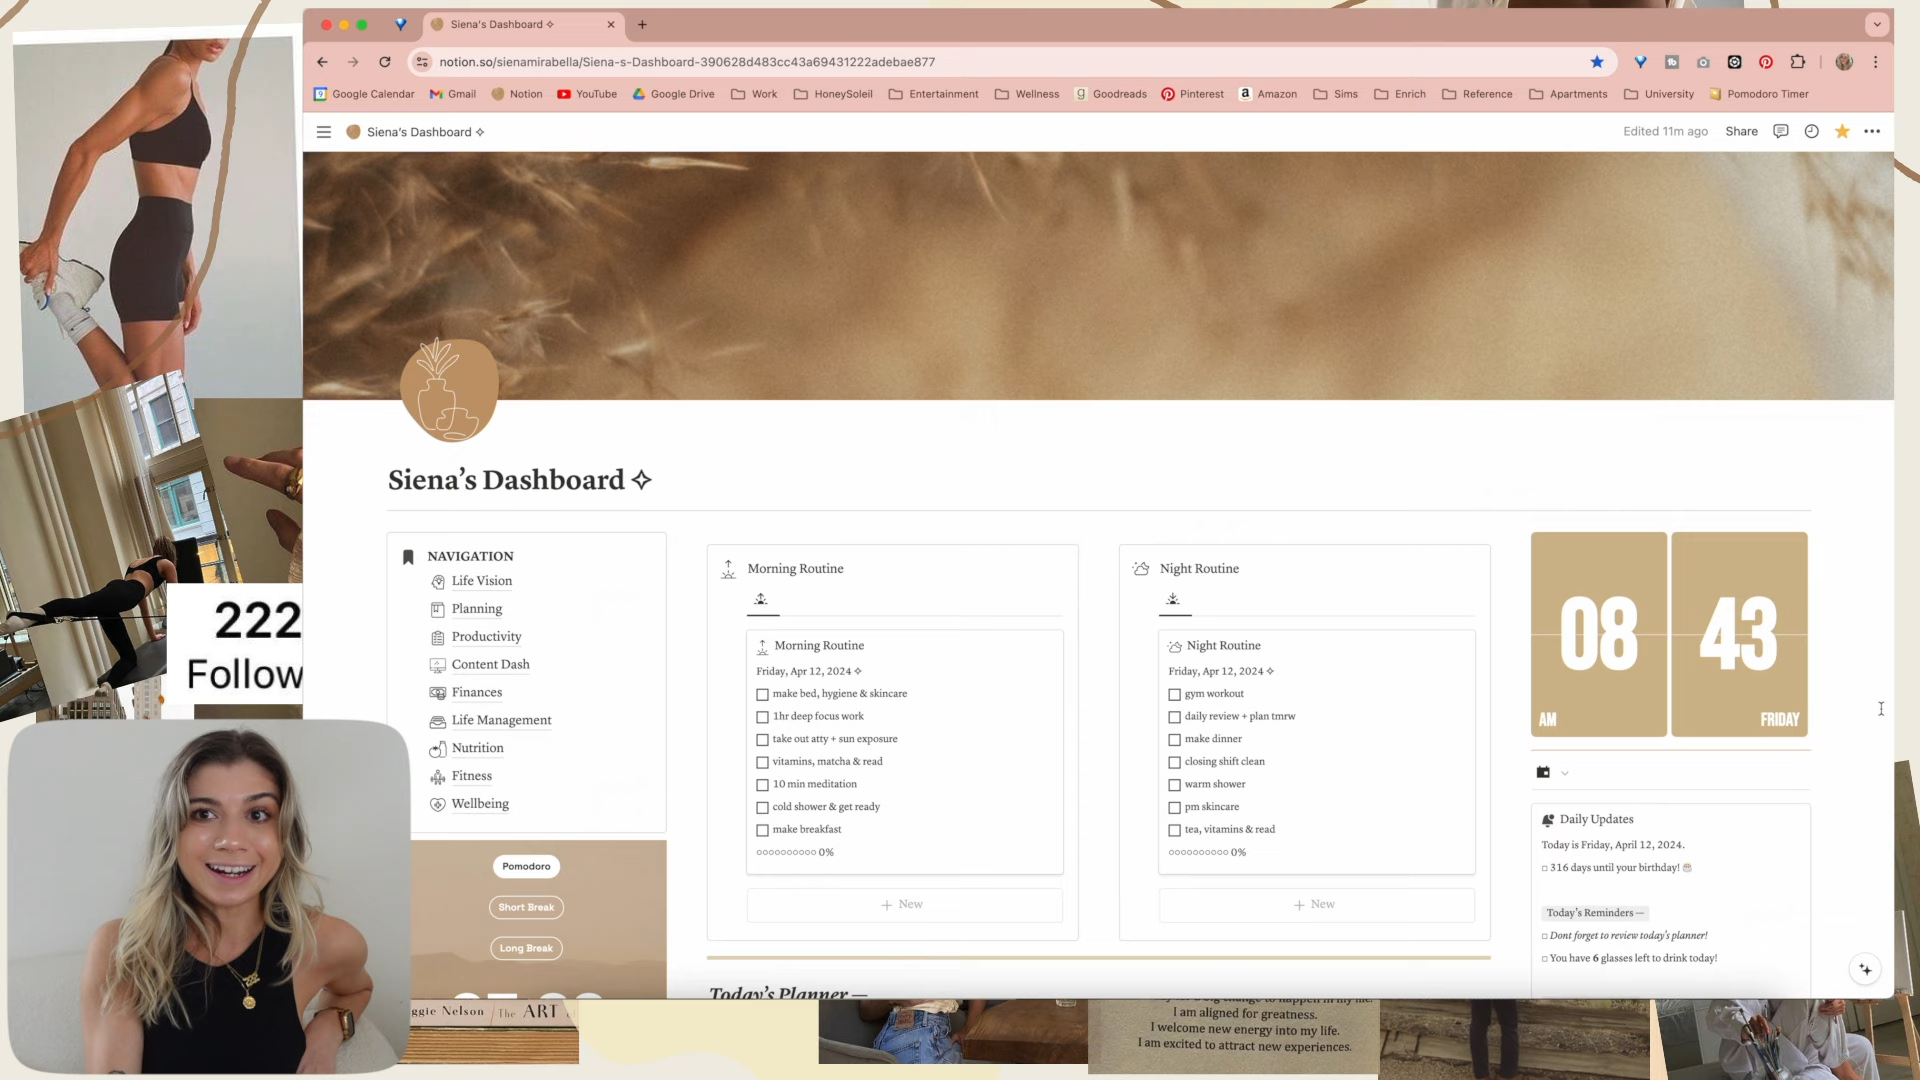 Siena's Dashboard ✧
notion.so/sienamirabella/Siena-s-Dashboard-390628d483cc43a69431222adebae877
Google Calendar Gmail Notion YouTube Google Drive Work HoneySoleil Entertainment Wellness Goodreads Pinterest Amazon Sims Enrich Reference Apartments University Pomodoro Timer
Siena's Dashboard ✧ Edited 11m ago Share
Siena's Dashboard ✧
NAVIGATION
Life Vision
Planning
Productivity
Content Dash
Finances
Life Management
Nutrition
Fitness
Wellbeing
Pomodoro
Short Break
Long Break
Morning Routine
Morning Routine
Friday, Apr 12, 2024 ✧
make bed, hygiene & skincare
1hr deep focus work
take out atty + sun exposure
vitamins, matcha & read
10 min meditation
cold shower & get ready
make breakfast
○○○○○○○○○○ 0%
+ New
Night Routine
Night Routine
Friday, Apr 12, 2024 ✧
gym workout
daily review + plan tmrw
make dinner
closing shift clean
warm shower
pm skincare
tea, vitamins & read
○○○○○○○○○○ 0%
+ New
Today's Planner —
08 43
AM FRIDAY
Daily Updates
Today is Friday, April 12, 2024.
□ 316 days until your birthday! 🎂
Today's Reminders —
□ Dont forget to review today's planner!
□ You have 6 glasses left to drink today!
222
Follow
ggie Nelson / The ART
I am aligned for greatness.
I welcome new energy into my life.
I am excited to attract new experiences.